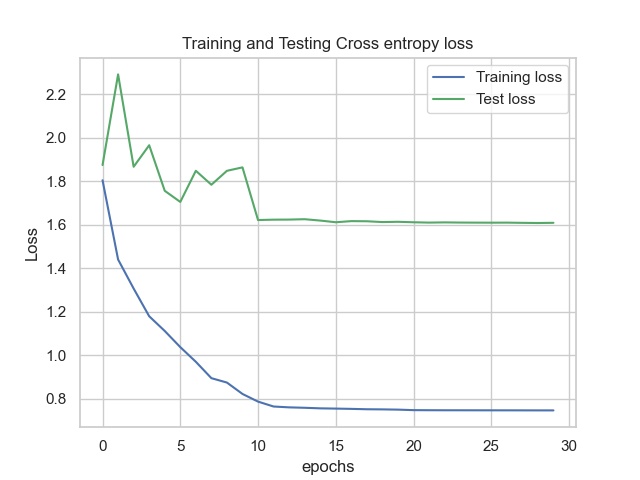 Training and Testing Cross entropy loss
Training loss
Test loss
2.2
2.0
1.8
1.6
1.4
1.2
1.0
0.8
Loss
0 5 10 15 20 25 30
epochs